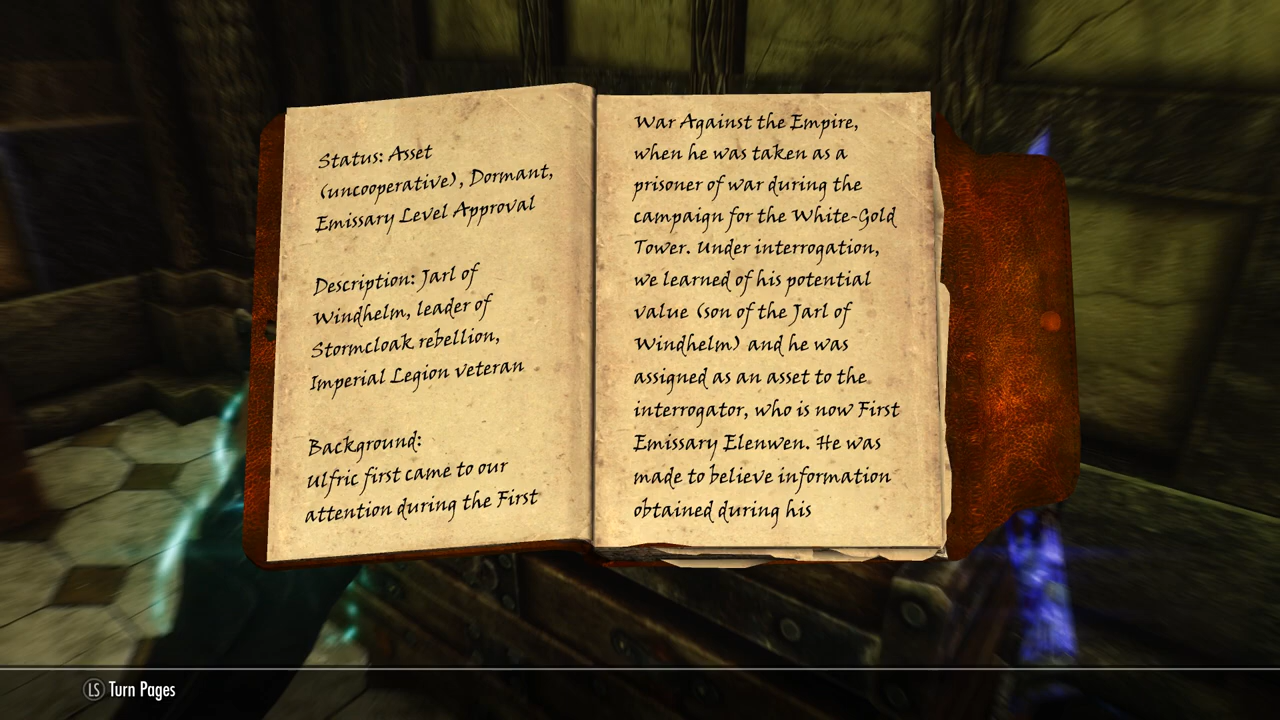 Status: Asset
(uncooperative), Dormant,
Emissary Level Approval
Description: Jarl of
Windhelm, leader of
Stormcloak rebellion,
Imperial Legion veteran
Background:
Ulfric first came to our
attention during the First
War Against the Empire,
when he was taken as a
prisoner of war during the
campaign for the White-Gold
Tower. Under interrogation,
we learned of his potential
value (son of the Jarl of
Windhelm) and he was
assigned as an asset to the
interrogator, who is now First
Emissary Elenwen. He was
made to believe information
obtained during his
LS Turn Pages